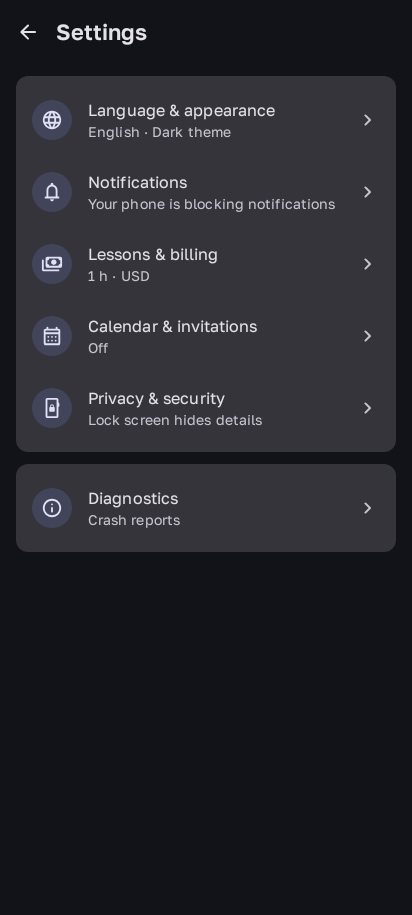 Settings
Language & appearance
English · Dark theme
Notifications
Your phone is blocking notifications
Lessons & billing
1 h · USD
Calendar & invitations
Off
Privacy & security
Lock screen hides details
Diagnostics
Crash reports